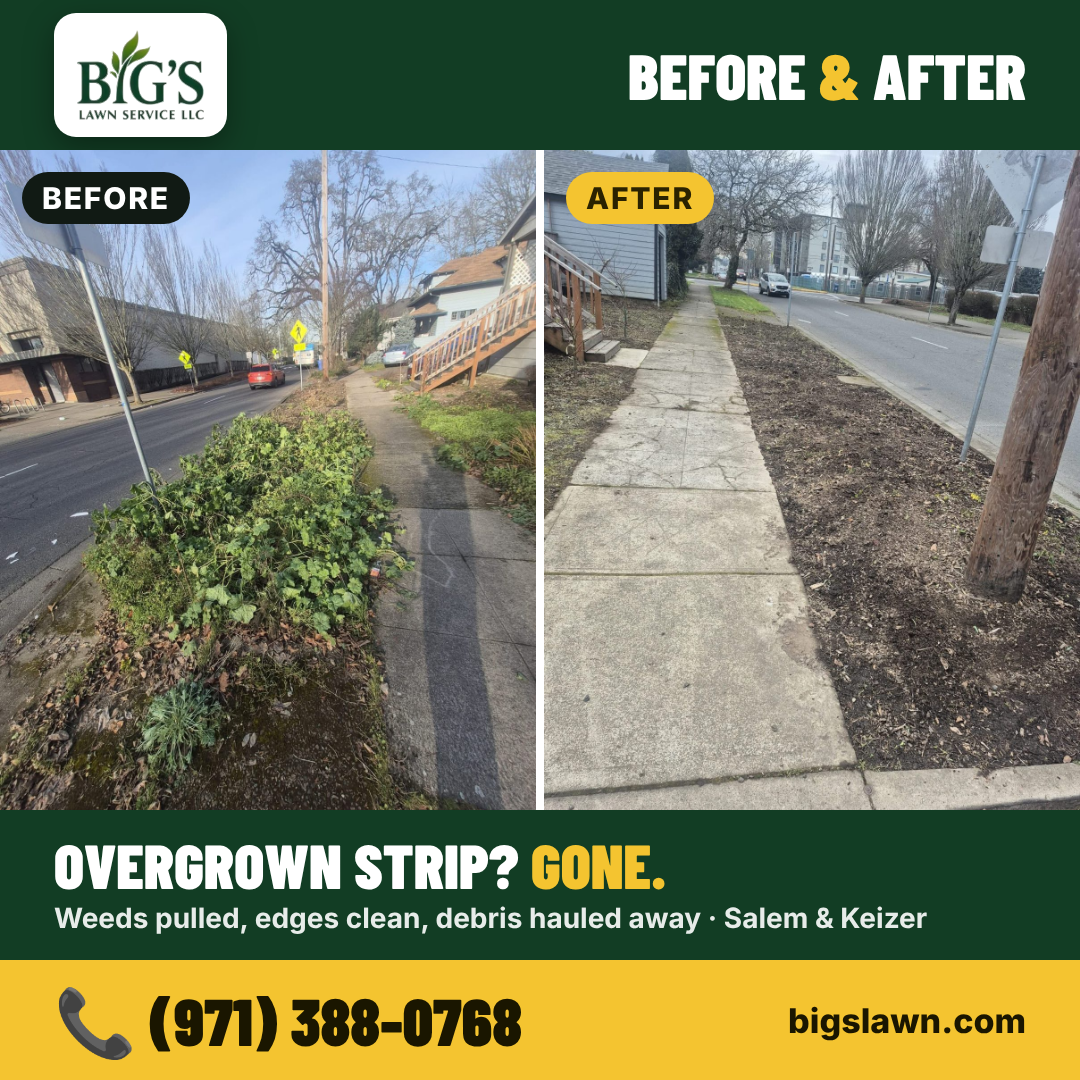 BIG'S
LAWN SERVICE LLC
BEFORE & AFTER
BEFORE
AFTER
OVERGROWN STRIP? GONE.
Weeds pulled, edges clean, debris hauled away · Salem & Keizer
(971) 388-0768
bigslawn.com